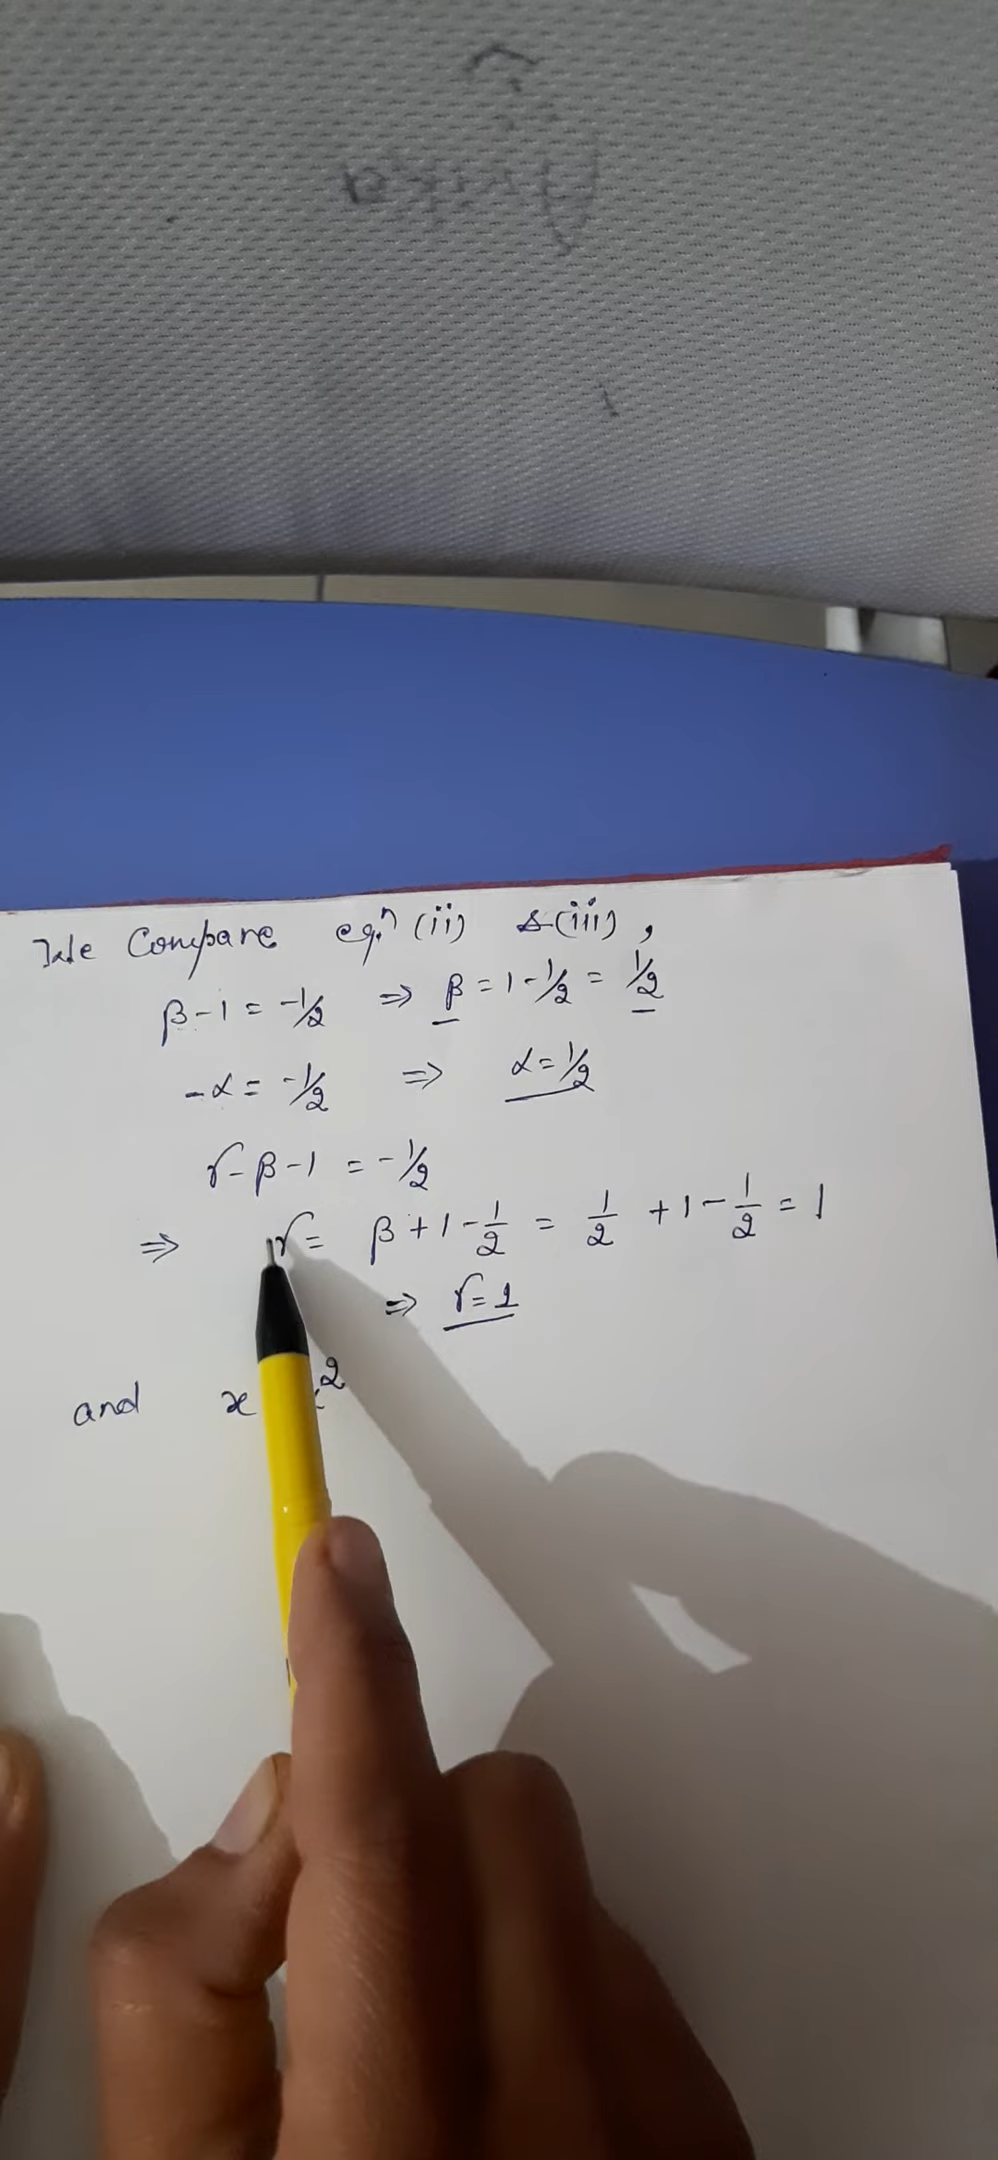 We Compare eqn (ii) & (iii),
β-1 = -1/2 ⇒ β = 1-1/2 = 1/2
-α = -1/2 ⇒ α = 1/2
γ-β-1 = -1/2
⇒ γ = β+1-1/2 = 1/2 +1-1/2 = 1
⇒ γ=1
and x 2